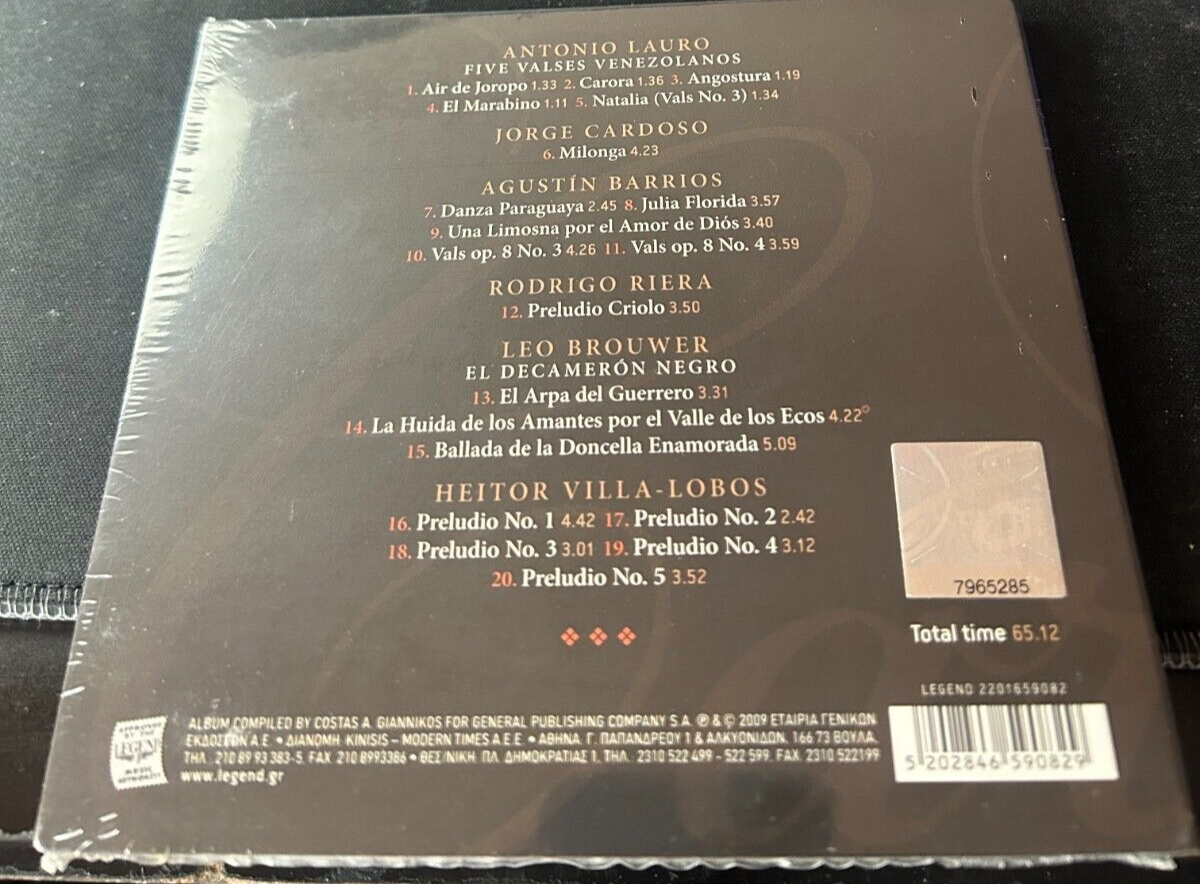 ANTONIO LAURO
FIVE VALSES VENEZOLANOS
1. Air de Joropo 1.33 2. Carora 1.36 3. Angostura 1.19
4. El Marabino 1.11 5. Natalia (Vals No. 3) 1.34
JORGE CARDOSO
6. Milonga 4.23
AGUSTÍN BARRIOS
7. Danza Paraguaya 2.45 8. Julia Florida 3.57
9. Una Limosna por el Amor de Diós 3.40
10. Vals op. 8 No. 3 4.26 11. Vals op. 8 No. 4 3.59
RODRIGO RIERA
12. Preludio Criolo 3.50
LEO BROUWER
EL DECAMERÓN NEGRO
13. El Arpa del Guerrero 3.31
14. La Huida de los Amantes por el Valle de los Ecos 4.22
15. Ballada de la Doncella Enamorada 5.09
HEITOR VILLA-LOBOS
16. Preludio No. 1 4.42 17. Preludio No. 2 2.42
18. Preludio No. 3 3.01 19. Preludio No. 4 3.12
20. Preludio No. 5 3.52
7965285
Total time 65.12
LEGEND 2201659082
APPROVED BY THE LEGEND
ALBUM COMPILED BY COSTAS A. GIANNIKOS FOR GENERAL PUBLISHING COMPANY S.A. ℗ & © 2009 ΕΤΑΙΡΙΑ ΓΕΝΙΚΩΝ
ΕΚΔΟΣΕΩΝ Α.Ε. • ΔΙΑΝΟΜΗ: KINISIS – MODERN TIMES A.E.E. • ΑΘΗΝΑ: Γ. ΠΑΠΑΝΔΡΕΟΥ 1 & ΑΛΚΥΟΝΙΔΩΝ, 166 73 ΒΟΥΛΑ,
ΤΗΛ.: 210 89 93 383-5, FAX: 210 8993386 • ΘΕΣ/ΝΙΚΗ: ΠΛ. ΔΗΜΟΚΡΑΤΙΑΣ 1, ΤΗΛ.: 2310 522 499 – 522 599, FAX: 2310 522199
www.legend.gr
5 202846 590829